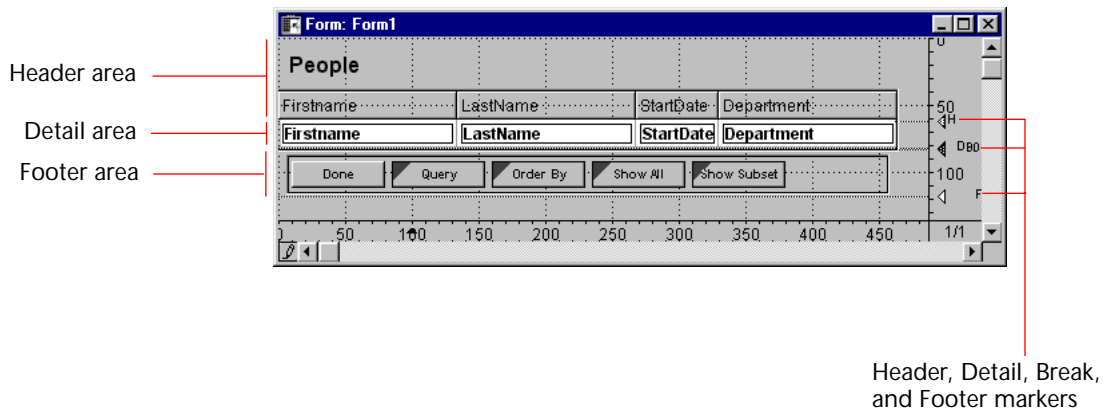 Form: Form1
Header area
People
0
Firstname LastName StartDate Department
50
H
Detail area
Firstname LastName StartDate Department
D B0
Footer area
Done Query Order By Show All Show Subset
100
F
50 100 150 200 250 300 350 400 450 1/1
Header, Detail, Break,
and Footer markers